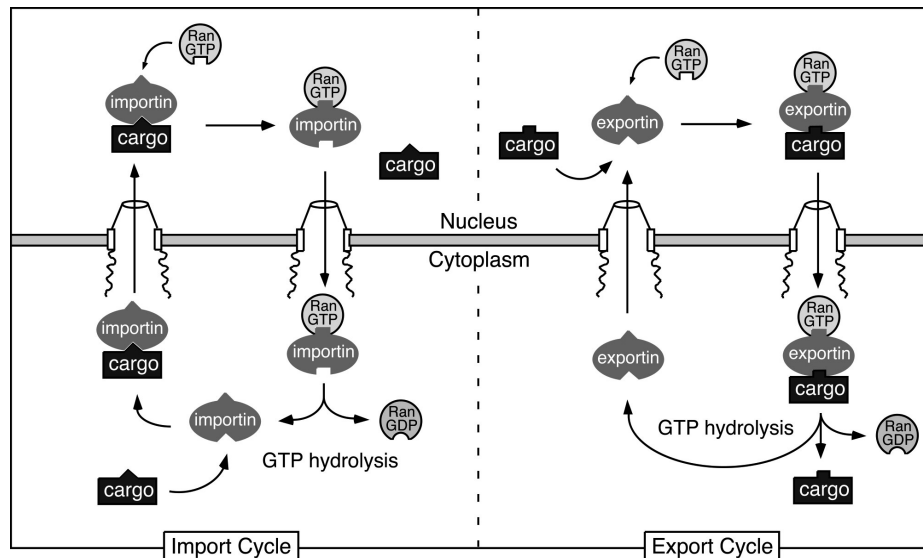 Ran
GTP
importin
cargo
Ran
GTP
importin
cargo
Ran
GTP
cargo
exportin
Ran
GTP
exportin
cargo
Nucleus
Cytoplasm
importin
cargo
Ran
GTP
importin
importin
Ran
GDP
GTP hydrolysis
cargo
exportin
Ran
GTP
exportin
cargo
GTP hydrolysis
Ran
GDP
cargo
Import Cycle
Export Cycle